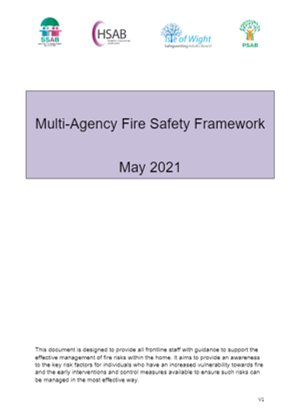 SSAB
HSAB
Isle of Wight
Safeguarding Adults Board
PSAB
Multi-Agency Fire Safety Framework
May 2021
This document is designed to provide all frontline staff with guidance to support the
effective management of fire risks within the home. It aims to provide an awareness
to the key risk factors for individuals who have an increased vulnerability towards fire
and the early interventions and control measures available to ensure such risks can
be managed in the most effective way.
V1